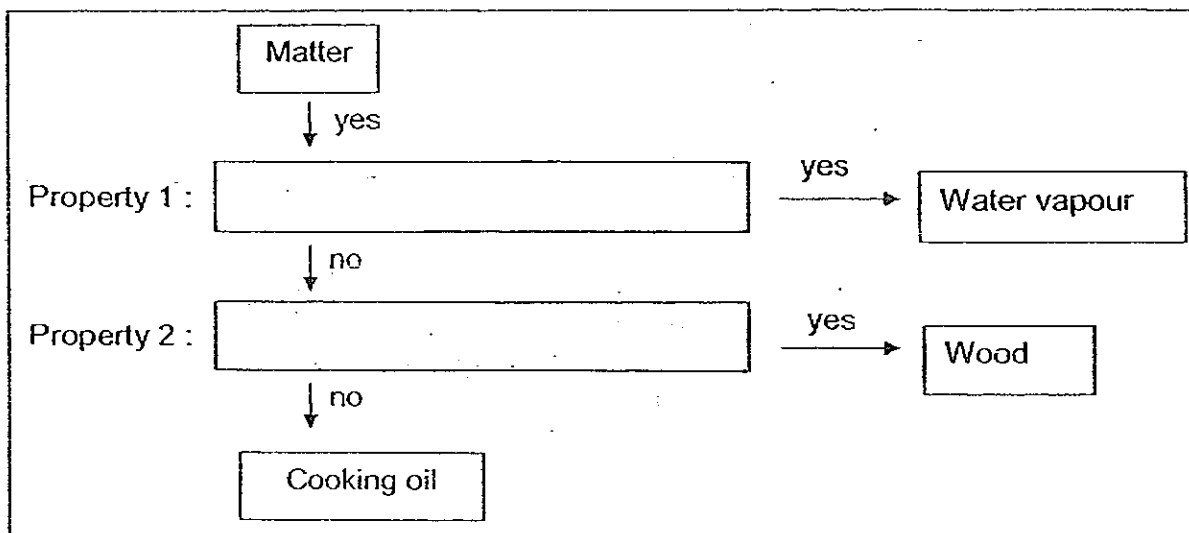 Matter
yes
Property 1 :
yes
Water vapour
no
Property 2 :
yes
Wood
no
Cooking oil